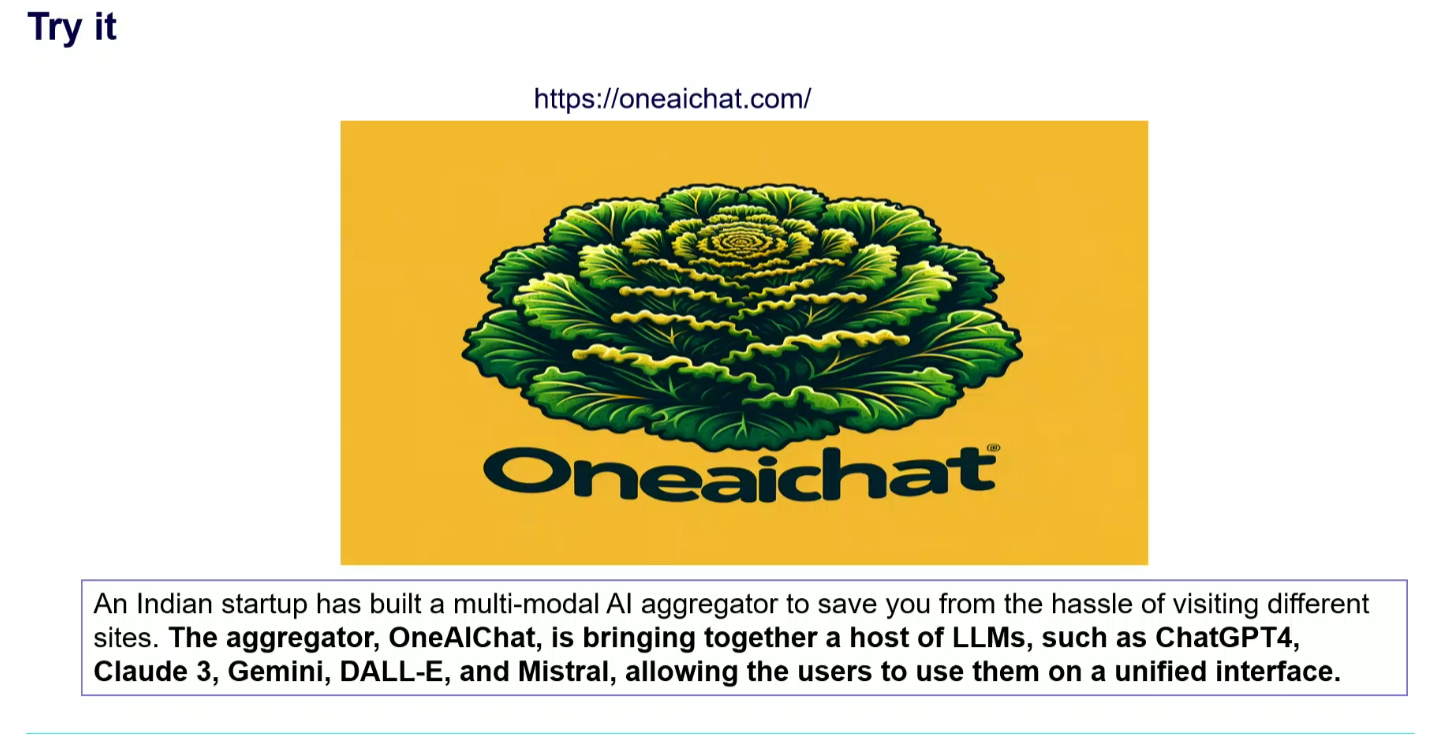 Try it
https://oneaichat.com/
Oneaichat®
An Indian startup has built a multi-modal AI aggregator to save you from the hassle of visiting different
sites. The aggregator, OneAIChat, is bringing together a host of LLMs, such as ChatGPT4,
Claude 3, Gemini, DALL-E, and Mistral, allowing the users to use them on a unified interface.